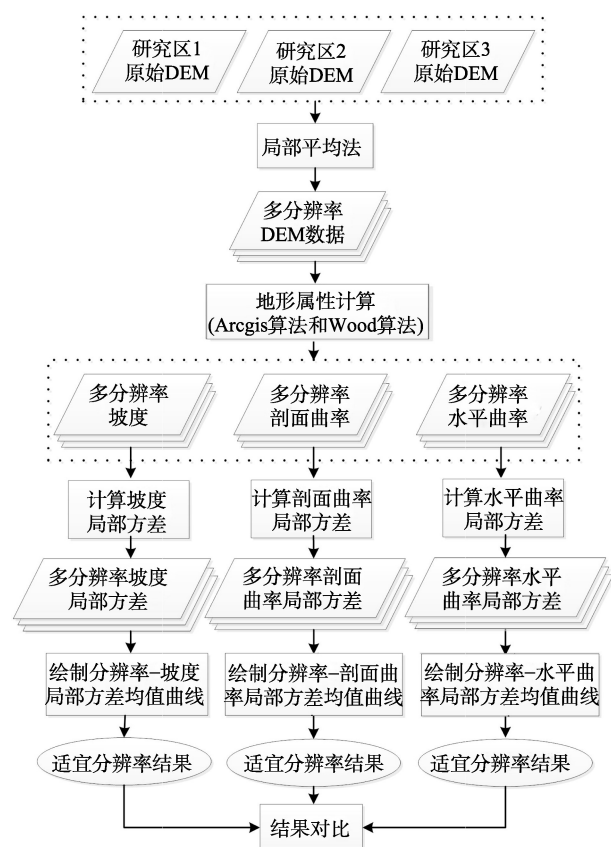 研究区1
原始DEM
研究区2
原始DEM
研究区3
原始DEM
局部平均法
多分辨率
DEM数据
地形属性计算
(Arcgis算法和Wood算法)
多分辨率
坡度
多分辨率
剖面曲率
多分辨率
水平曲率
计算坡度
局部方差
计算剖面曲率
局部方差
计算水平曲率
局部方差
多分辨率坡度
局部方差
多分辨率剖面
曲率局部方差
多分辨率水平
曲率局部方差
绘制分辨率–坡度
局部方差均值曲线
绘制分辨率–剖面曲
率局部方差均值曲线
绘制分辨率–水平曲
率局部方差均值曲线
适宜分辨率结果
适宜分辨率结果
适宜分辨率结果
结果对比